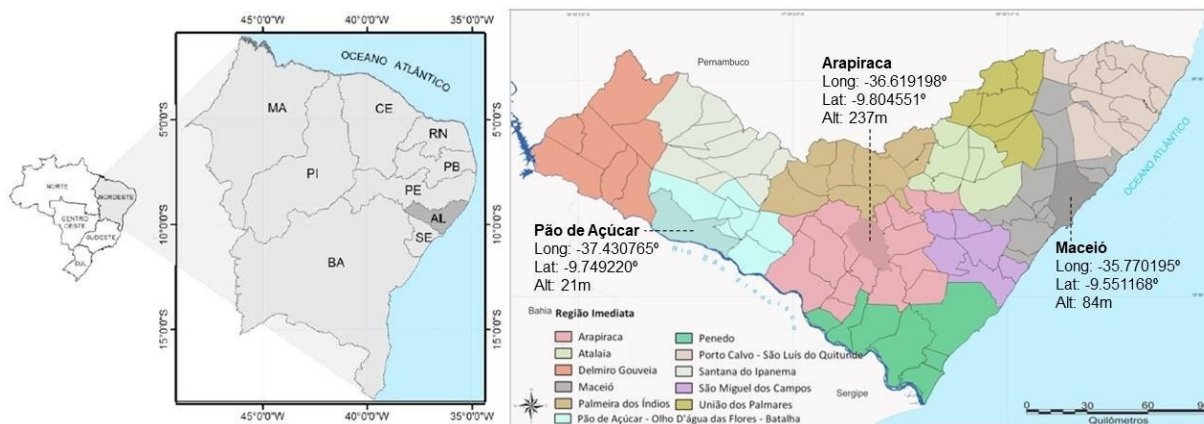 NORTE
NORDESTE
CENTRO
OESTE
SUDESTE
SUL
45°0'0"W 40°0'0"W 35°0'0"W
OCEANO ATLÂNTICO
MA
CE
RN
PB
PI
PE
AL
SE
BA
5°0'0"S
10°0'0"S
15°0'0"S
5°0'0"S
10°0'0"S
15°0'0"S
45°0'0"W 40°0'0"W 35°0'0"W
Pernambuco
Arapiraca
Long: -36.619198º
Lat: -9.804551º
Alt: 237m
OCEANO ATLÂNTICO
Pão de Açúcar
Long: -37.430765º
Lat: -9.749220º
Alt: 21m
Maceió
Long: -35.770195º
Lat: -9.551168º
Alt: 84m
Rio São Francisco
Bahia
Região Imediata
Arapiraca
Atalaia
Delmiro Gouveia
Maceió
Palmeira dos Índios
Pão de Açúcar - Olho D'água das Flores - Batalha
Penedo
Porto Calvo - São Luís do Quitunde
Santana do Ipanema
São Miguel dos Campos
União dos Palmares
Sergipe
0 30 60 90
Quilômetros